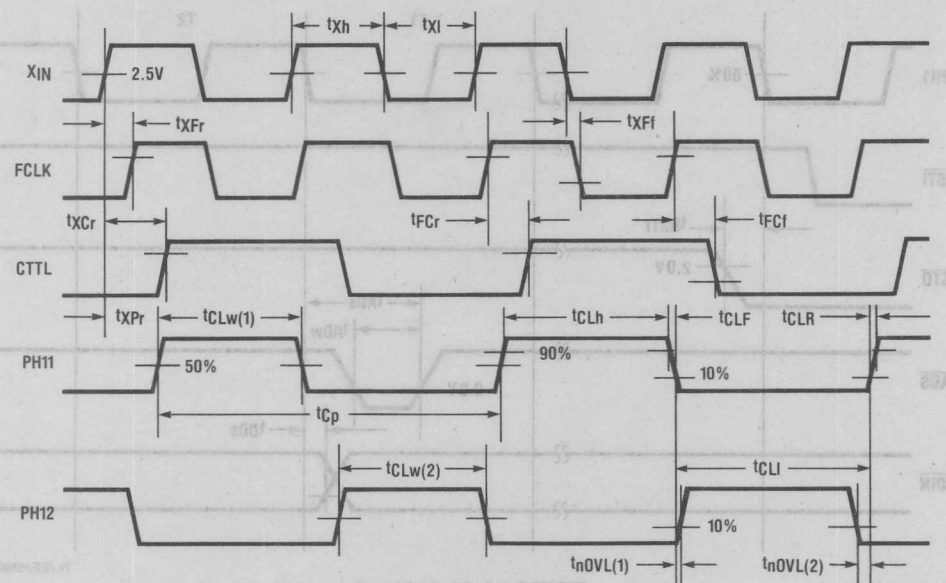 tXh
tXl
XIN
2.5V
tXFr
tXFf
FCLK
tXCr
tFCr
tFCf
CTTL
tXPr
tCLw(1)
tCLh
tCLF
tCLR
PH11
50%
90%
10%
tCp
tCLw(2)
tCLl
PH12
10%
tnOVL(1)
tnOVL(2)